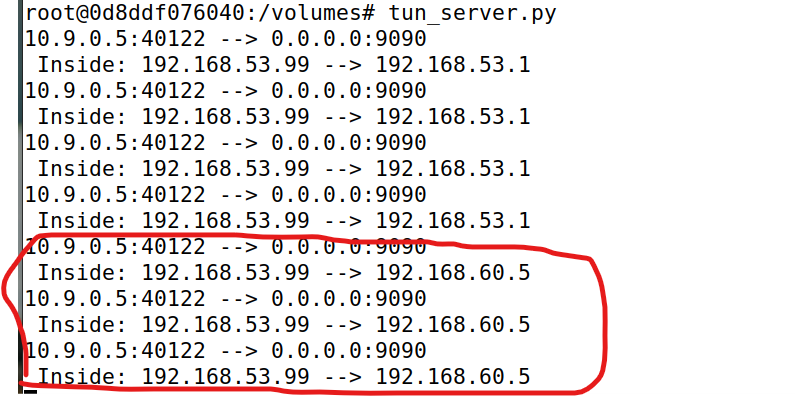 root@0d8ddf076040:/volumes# tun_server.py
10.9.0.5:40122 --> 0.0.0.0:9090
 Inside: 192.168.53.99 --> 192.168.53.1
10.9.0.5:40122 --> 0.0.0.0:9090
 Inside: 192.168.53.99 --> 192.168.53.1
10.9.0.5:40122 --> 0.0.0.0:9090
 Inside: 192.168.53.99 --> 192.168.53.1
10.9.0.5:40122 --> 0.0.0.0:9090
 Inside: 192.168.53.99 --> 192.168.53.1
10.9.0.5:40122 --> 0.0.0.0:9090
 Inside: 192.168.53.99 --> 192.168.60.5
10.9.0.5:40122 --> 0.0.0.0:9090
 Inside: 192.168.53.99 --> 192.168.60.5
10.9.0.5:40122 --> 0.0.0.0:9090
 Inside: 192.168.53.99 --> 192.168.60.5